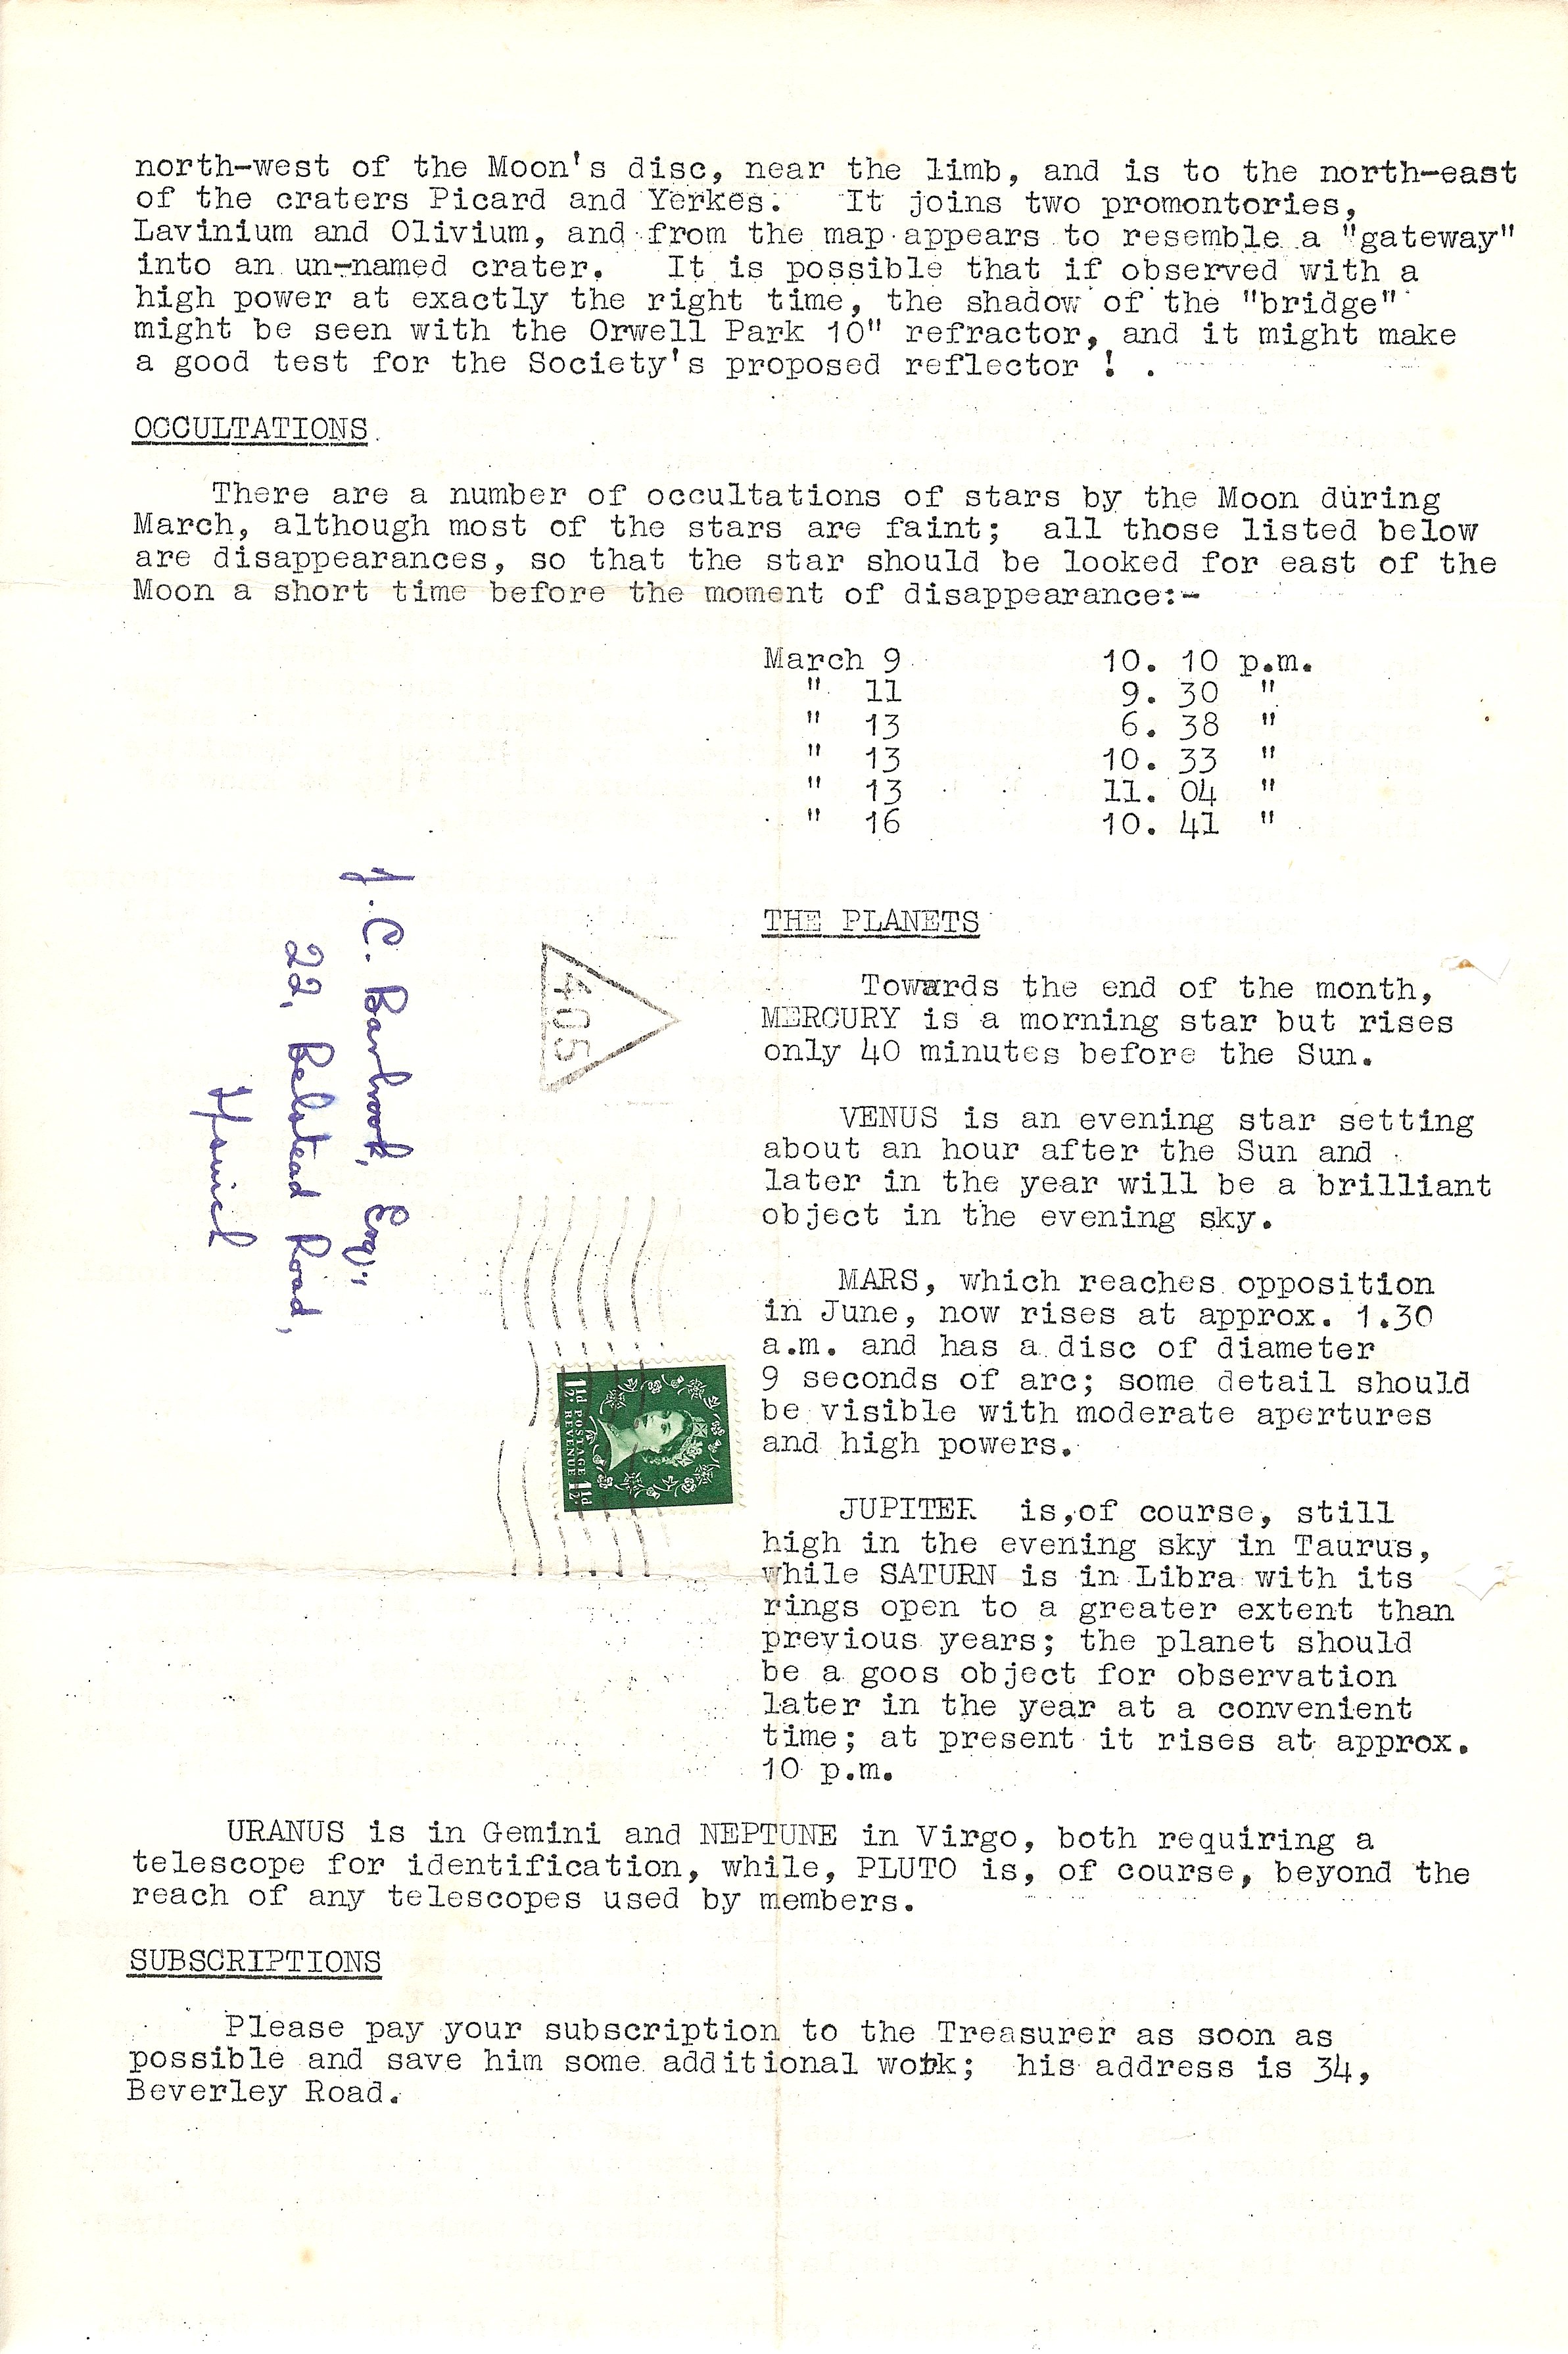 north-west of the Moon's disc, near the limb, and is to the north-east
of the craters Picard and Yerkes. It joins two promontories,
Lavinium and Olivium, and from the map appears to resemble a "gateway"
into an un-named crater. It is possible that if observed with a
high power at exactly the right time, the shadow of the "bridge"
might be seen with the Orwell Park 10" refractor, and it might make
a good test for the Society's proposed reflector ! .
OCCULTATIONS
There are a number of occultations of stars by the Moon during
March, although most of the stars are faint; all those listed below
are disappearances, so that the star should be looked for east of the
Moon a short time before the moment of disappearance:-
March 9 10. 10 p.m.
" 11 9. 30 "
" 13 6. 38 "
" 13 10. 33 "
" 13 11. 04 "
" 16 10. 41 "
J. C. Barbrook, Esq.,
22, Belstead Road,
Ipswich
405
1½d POSTAGE REVENUE 1½d
THE PLANETS
Towards the end of the month,
MERCURY is a morning star but rises
only 40 minutes before the Sun.
VENUS is an evening star setting
about an hour after the Sun and
later in the year will be a brilliant
object in the evening sky.
MARS, which reaches opposition
in June, now rises at approx. 1.30
a.m. and has a disc of diameter
9 seconds of arc; some detail should
be visible with moderate apertures
and high powers.
JUPITER is,of course, still
high in the evening sky in Taurus,
while SATURN is in Libra with its
rings open to a greater extent than
previous years; the planet should
be a goos object for observation
later in the year at a convenient
time; at present it rises at approx.
10 p.m.
URANUS is in Gemini and NEPTUNE in Virgo, both requiring a
telescope for identification, while, PLUTO is, of course, beyond the
reach of any telescopes used by members.
SUBSCRIPTIONS
Please pay your subscription to the Treasurer as soon as
possible and save him some additional work; his address is 34,
Beverley Road.